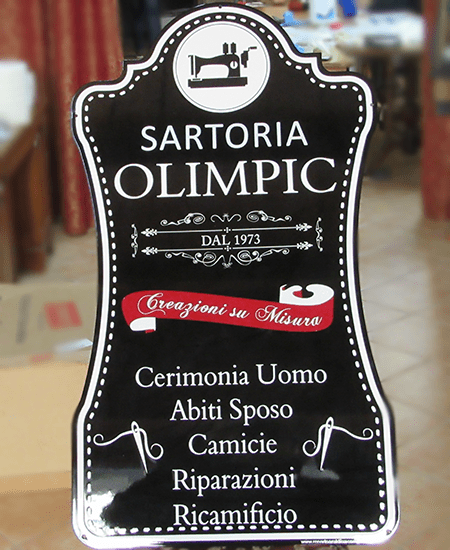 SARTORIA
OLIMPIC
DAL 1973
Creazioni su Misura
Cerimonia Uomo
Abiti Sposo
Camicie
Riparazioni
Ricamificio